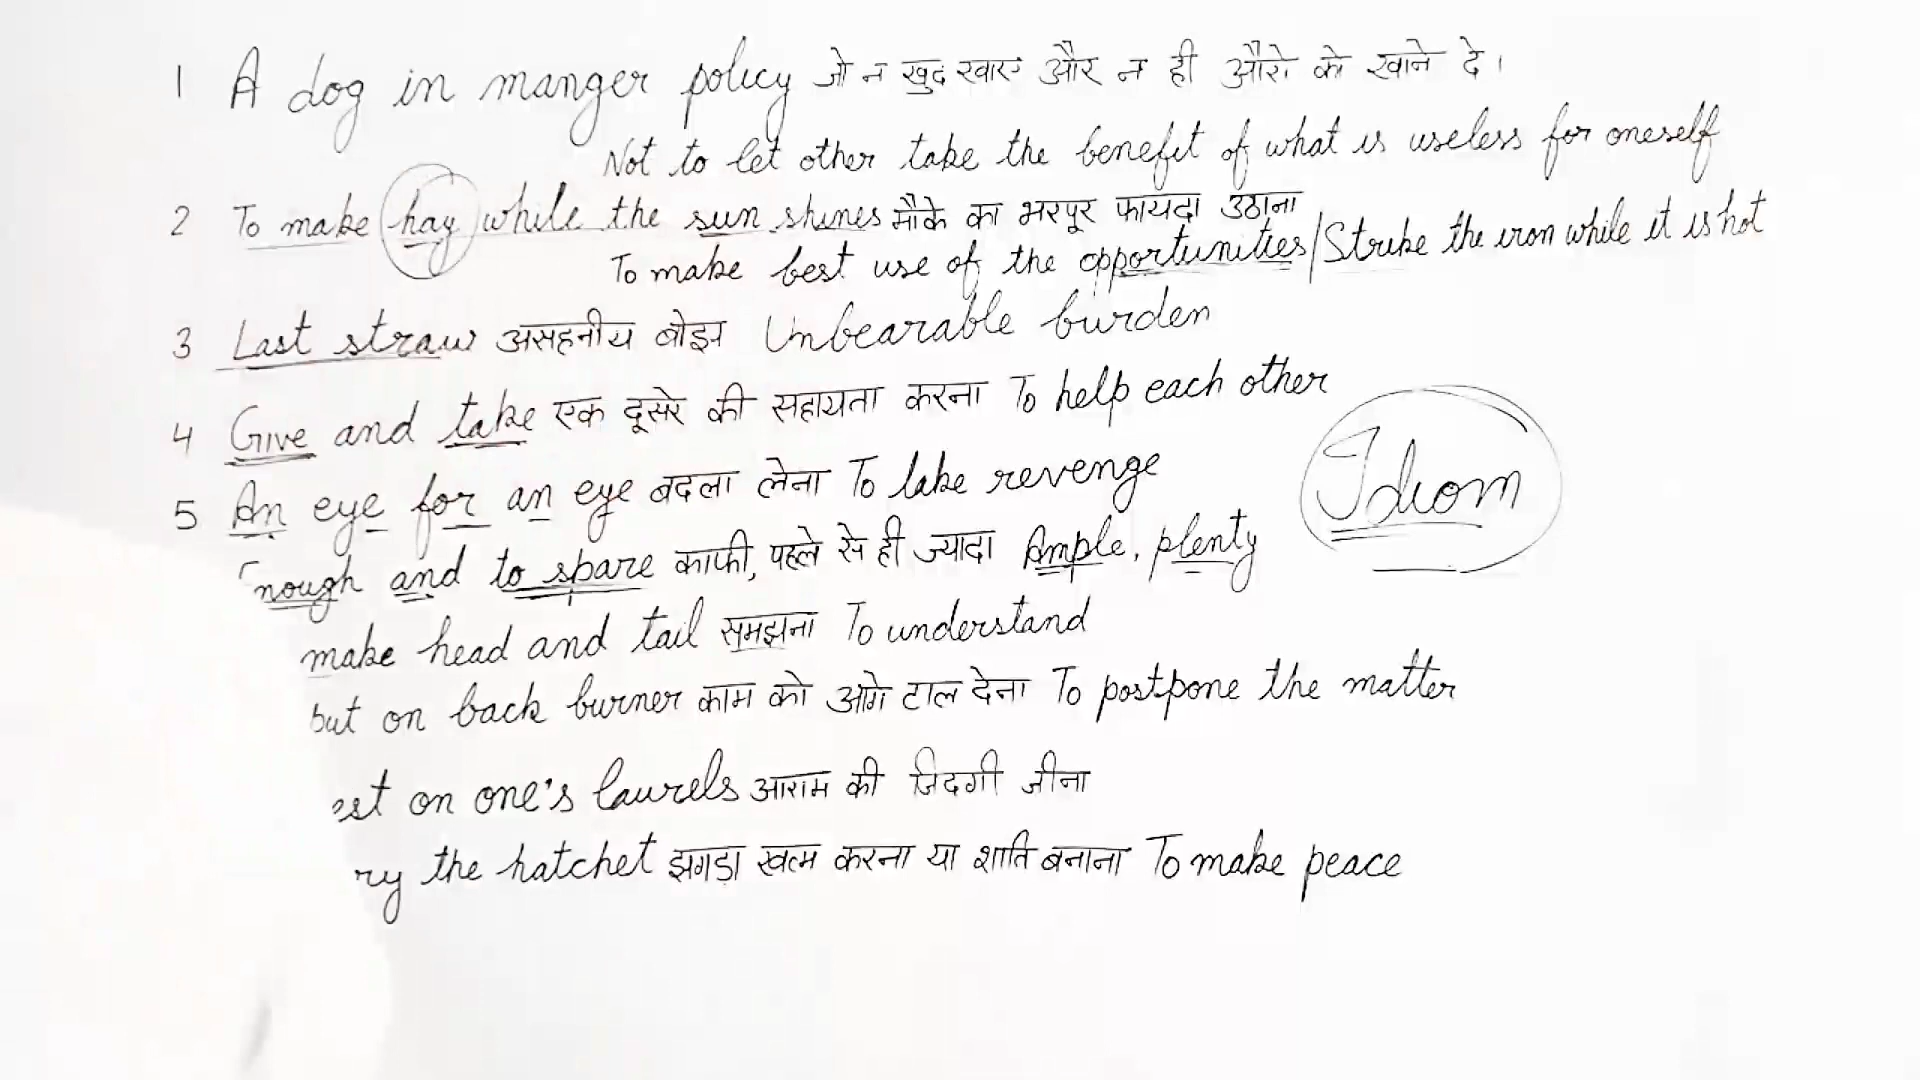 1 A dog in manger policy जो न खुद खाए और न ही औरो को खाने दे।
Not to let other take the benefit of what is useless for oneself
2 To make hay while the sun shines मौके का भरपूर फायदा उठाना
To make best use of the opportunities/Strike the iron while it is hot
3 Last straw असहनीय बोझ Unbearable burden
4 Give and take एक दूसरे की सहायता करना To help each other
Idiom
5 An eye for an eye बदला लेना To take revenge
Enough and to spare काफी, पहले से ही ज्यादा Ample, plenty
make head and tail समझना To understand
put on back burner काम को आगे टाल देना To postpone the matter
est on one's laurels आराम की जिदगी जीना
ry the hatchet झगड़ा खत्म करना या शाति बनाना To make peace